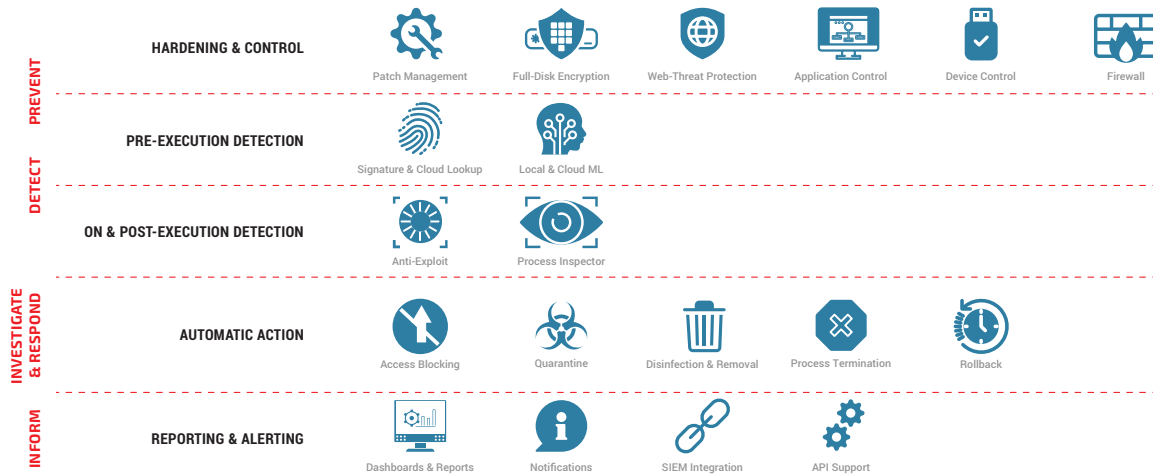 PREVENT
HARDENING & CONTROL
Patch Management
Full-Disk Encryption
Web-Threat Protection
Application Control
Device Control
Firewall
DETECT
PRE-EXECUTION DETECTION
Signature & Cloud Lookup
Local & Cloud ML
ON & POST-EXECUTION DETECTION
Anti-Exploit
Process Inspector
INVESTIGATE
& RESPOND
AUTOMATIC ACTION
Access Blocking
Quarantine
Disinfection & Removal
Process Termination
Rollback
INFORM
REPORTING & ALERTING
Dashboards & Reports
Notifications
SIEM Integration
API Support